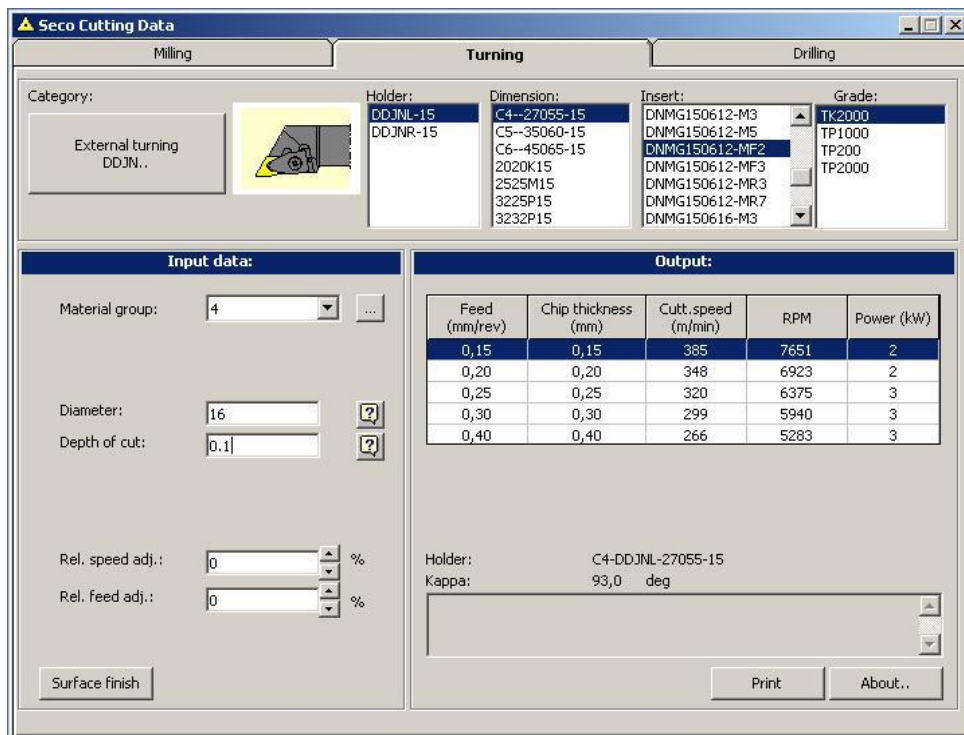 Seco Cutting Data
Milling Turning Drilling
Category: Holder: Dimension: Insert: Grade:
External turning
DDJN..
DDJNL-15
DDJNR-15
C4--27055-15
C5--35060-15
C6--45065-15
2020K15
2525M15
3225P15
3232P15
DNMG150612-M3
DNMG150612-M5
DNMG150612-MF2
DNMG150612-MF3
DNMG150612-MR3
DNMG150612-MR7
DNMG150616-M3
TK2000
TP1000
TP200
TP2000
Input data:
Material group: 4 ...
Diameter: 16
Depth of cut: 0.1
Rel. speed adj.: 0 %
Rel. feed adj.: 0 %
Surface finish
Output:
Feed (mm/rev) Chip thickness (mm) Cutt.speed (m/min) RPM Power (kW)
0,15 0,15 385 7651 2
0,20 0,20 348 6923 2
0,25 0,25 320 6375 3
0,30 0,30 299 5940 3
0,40 0,40 266 5283 3
Holder: C4-DDJNL-27055-15
Kappa: 93,0 deg
Print About..